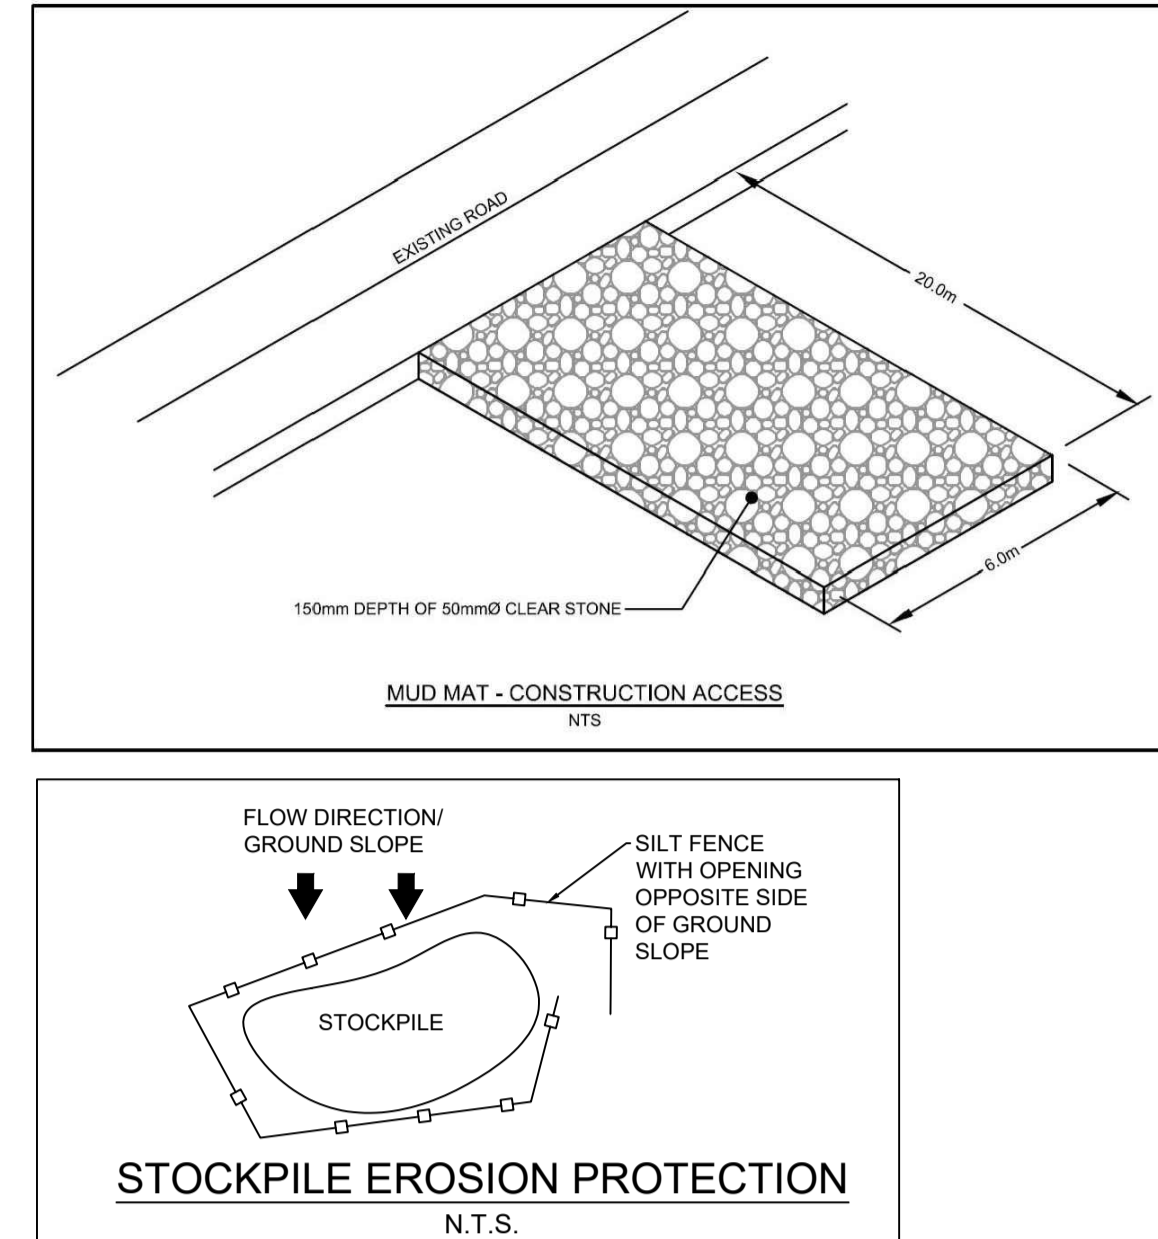 EXISTING ROAD
20.0m
6.0m
150mm DEPTH OF 50mmØ CLEAR STONE
MUD MAT - CONSTRUCTION ACCESS
NTS
FLOW DIRECTION/
GROUND SLOPE
SILT FENCE
WITH OPENING
OPPOSITE SIDE
OF GROUND
SLOPE
STOCKPILE
STOCKPILE EROSION PROTECTION
N.T.S.